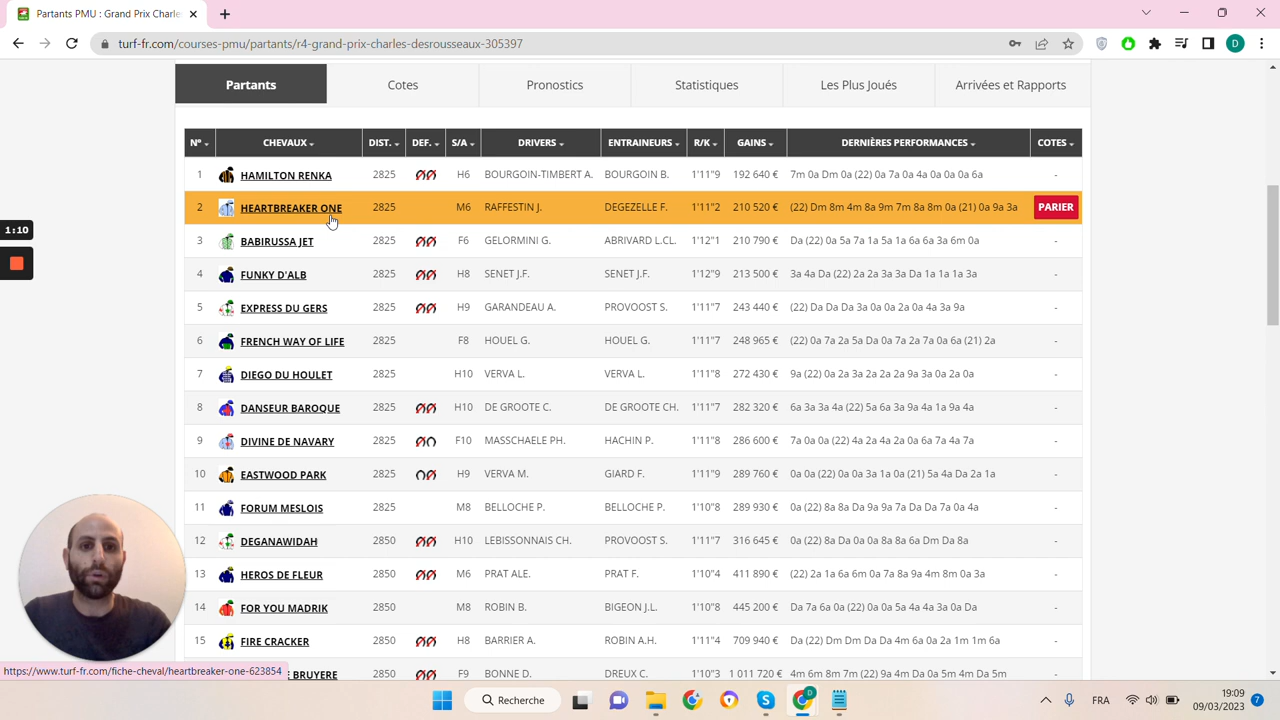 Partants PMU : Grand Prix Charle
turf-fr.com/courses-pmu/partants/r4-grand-prix-charles-desrousseaux-305397
D
Partants Cotes Pronostics Statistiques Les Plus Joués Arrivées et Rapports
N° CHEVAUX DIST. DEF. S/A DRIVERS ENTRAINEURS R/K GAINS DERNIÈRES PERFORMANCES COTES
1 HAMILTON RENKA 2825 H6 BOURGOIN-TIMBERT A. BOURGOIN B. 1'11"9 192 640 € 7m 0a Dm 0a (22) 0a 7a 0a 4a 0a 0a 0a 6a -
2 HEARTBREAKER ONE 2825 M6 RAFFESTIN J. DEGEZELLE F. 1'11"2 210 520 € (22) Dm 8m 4m 8a 9m 7m 8a 8m 0a (21) 0a 9a 3a PARIER
3 BABIRUSSA JET 2825 F6 GELORMINI G. ABRIVARD L.CL. 1'12"1 210 790 € Da (22) 0a 5a 7a 1a 5a 1a 6a 6a 3a 6m 0a -
4 FUNKY D'ALB 2825 H8 SENET J.F. SENET J.F. 1'12"9 213 500 € 3a 4a Da (22) 2a 2a 3a 3a Da 1a 1a 1a 3a -
5 EXPRESS DU GERS 2825 H9 GARANDEAU A. PROVOOST S. 1'11"7 243 440 € (22) Da Da Da 3a 0a 0a 2a 0a 4a 3a 9a -
6 FRENCH WAY OF LIFE 2825 F8 HOUEL G. HOUEL G. 1'11"7 248 965 € (22) 0a 7a 2a 5a Da 0a 7a 2a 7a 0a 6a (21) 2a -
7 DIEGO DU HOULET 2825 H10 VERVA L. VERVA L. 1'11"8 272 430 € 9a (22) 0a 2a 3a 2a 2a 2a 9a 3a 0a 2a 0a -
8 DANSEUR BAROQUE 2825 H10 DE GROOTE C. DE GROOTE CH. 1'11"7 282 320 € 6a 3a 3a 4a (22) 5a 6a 3a 9a 4a 1a 9a 4a -
9 DIVINE DE NAVARY 2825 F10 MASSCHAELE PH. HACHIN P. 1'11"8 286 600 € 7a 0a 0a (22) 4a 2a 4a 2a 0a 6a 7a 4a 7a -
10 EASTWOOD PARK 2825 H9 VERVA M. GIARD F. 1'11"9 289 760 € 0a 0a (22) 0a 0a 3a 1a 0a (21) 5a 4a Da 2a 1a -
11 FORUM MESLOIS 2825 M8 BELLOCHE P. BELLOCHE P. 1'10"8 289 930 € 0a (22) 8a 8a Da 9a 9a 7a Da Da 7a 0a 4a -
12 DEGANAWIDAH 2850 H10 LEBISSONNAIS CH. PROVOOST S. 1'11"7 316 645 € 0a (22) 8a Da 0a 0a 8a 8a 6a Dm Da 8a -
13 HEROS DE FLEUR 2850 M6 PRAT ALE. PRAT F. 1'10"4 411 890 € (22) 2a 1a 6a 6m 0a 7a 8a 9a 4m 8m 0a 3a -
14 FOR YOU MADRIK 2850 M8 ROBIN B. BIGEON J.L. 1'10"8 445 200 € Da 7a 6a 0a (22) 0a 0a 5a 4a 4a 3a 0a Da -
15 FIRE CRACKER 2850 H8 BARRIER A. ROBIN A.H. 1'11"4 709 940 € Da (22) Dm Dm Da Da 4m 6a 0a 2a 1m 1m 6a -
E BRUYERE 2850 F9 BONNE D. DREUX C. 1'11"4 1 011 720 € 4m 6m 8m 7m (22) 9a 4m Da 0a 5m 4m Da 5m -
1:10
https://www.turf-fr.com/fiche-cheval/heartbreaker-one-623854
Recherche
D
FRA
19:09
09/03/2023
7